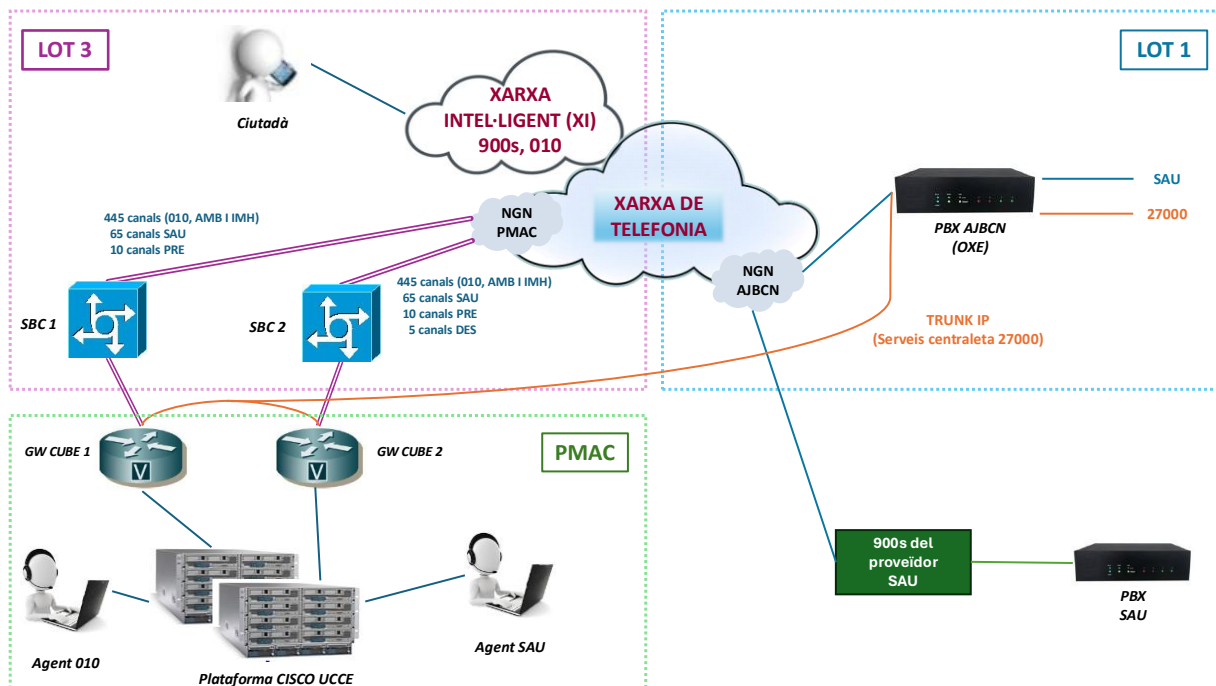 LOT 3
LOT 1
Ciutadà
XARXA
INTEL·LIGENT (XI)
900s, 010
XARXA DE
TELEFONIA
NGN
PMAC
NGN
AJBCN
PBX AJBCN
(OXE)
SAU
27000
445 canals (010, AMB I IMH)
65 canals SAU
10 canals PRE
445 canals (010, AMB I IMH)
65 canals SAU
10 canals PRE
5 canals DES
SBC 1
SBC 2
TRUNK IP
(Serveis centraleta 27000)
GW CUBE 1
V
GW CUBE 2
V
PMAC
Agent 010
Plataforma CISCO UCCE
Agent SAU
900s del
proveïdor
SAU
PBX
SAU